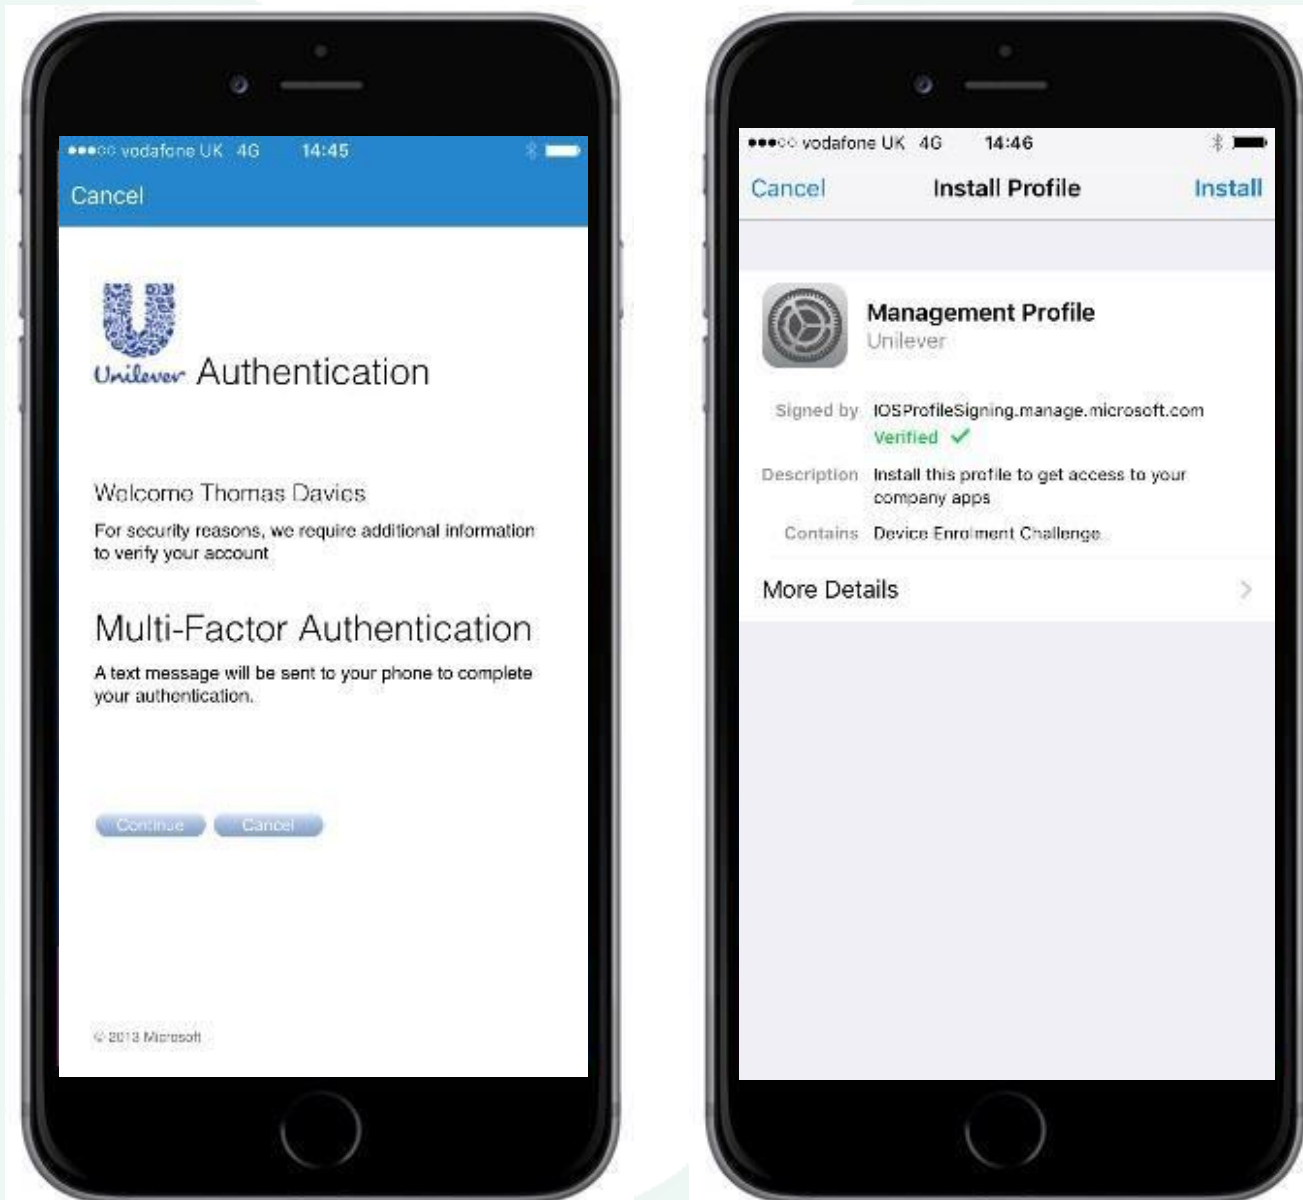 vodafone UK 4G 14:45
Cancel
Unilever Authentication
Welcome Thomas Davies
For security reasons, we require additional information
to verify your account
Multi-Factor Authentication
A text message will be sent to your phone to complete
your authentication.
Continue Cancel
© 2013 Microsoft
vodafone UK 4G 14:46
Cancel Install Profile Install
Management Profile
Unilever
Signed by IOSProfileSigning.manage.microsoft.com
Verified ✓
Description Install this profile to get access to your
company apps
Contains Device Enrolment Challenge
More Details